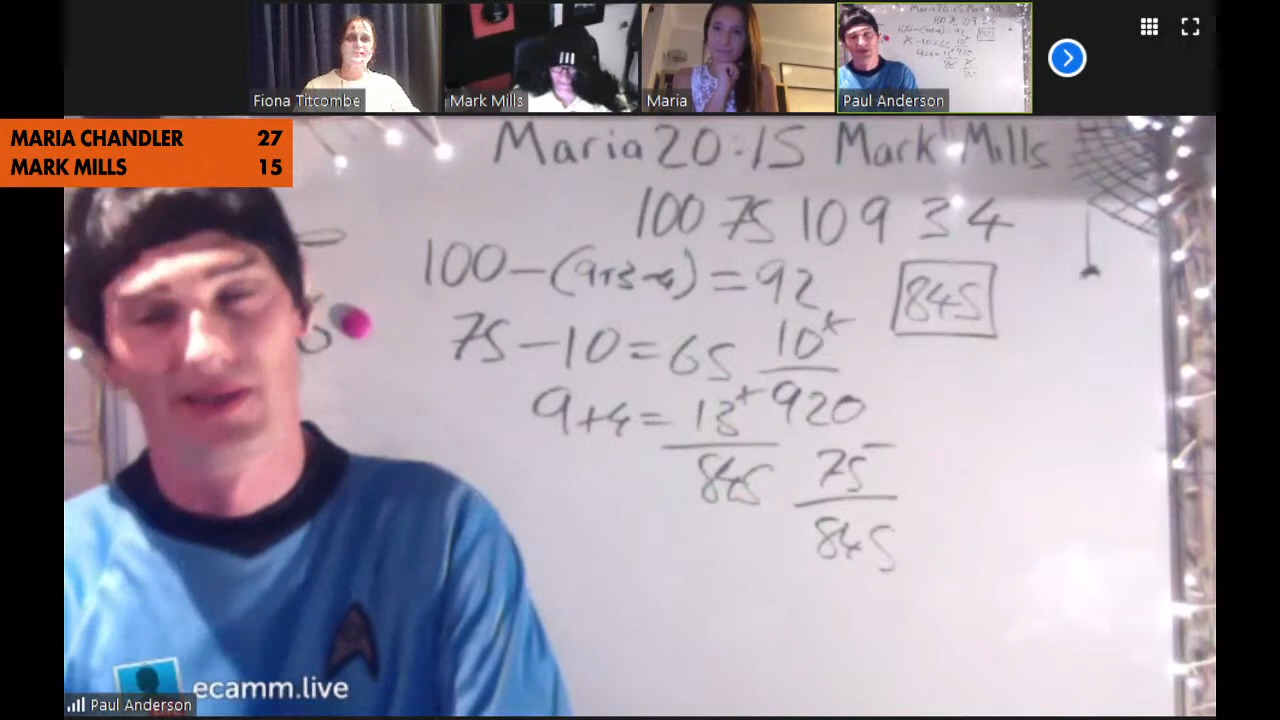 Fiona Titcombe
Mark Mills
Maria
Paul Anderson
MARIA CHANDLER 27
MARK MILLS 15
Maria 20:15 Mark Mills
100 75 10 9 3 4
100-(9+3-4)=92
845
75-10=65
10×
9+4=13×
920
845
75-
845
ecamm.live
Paul Anderson